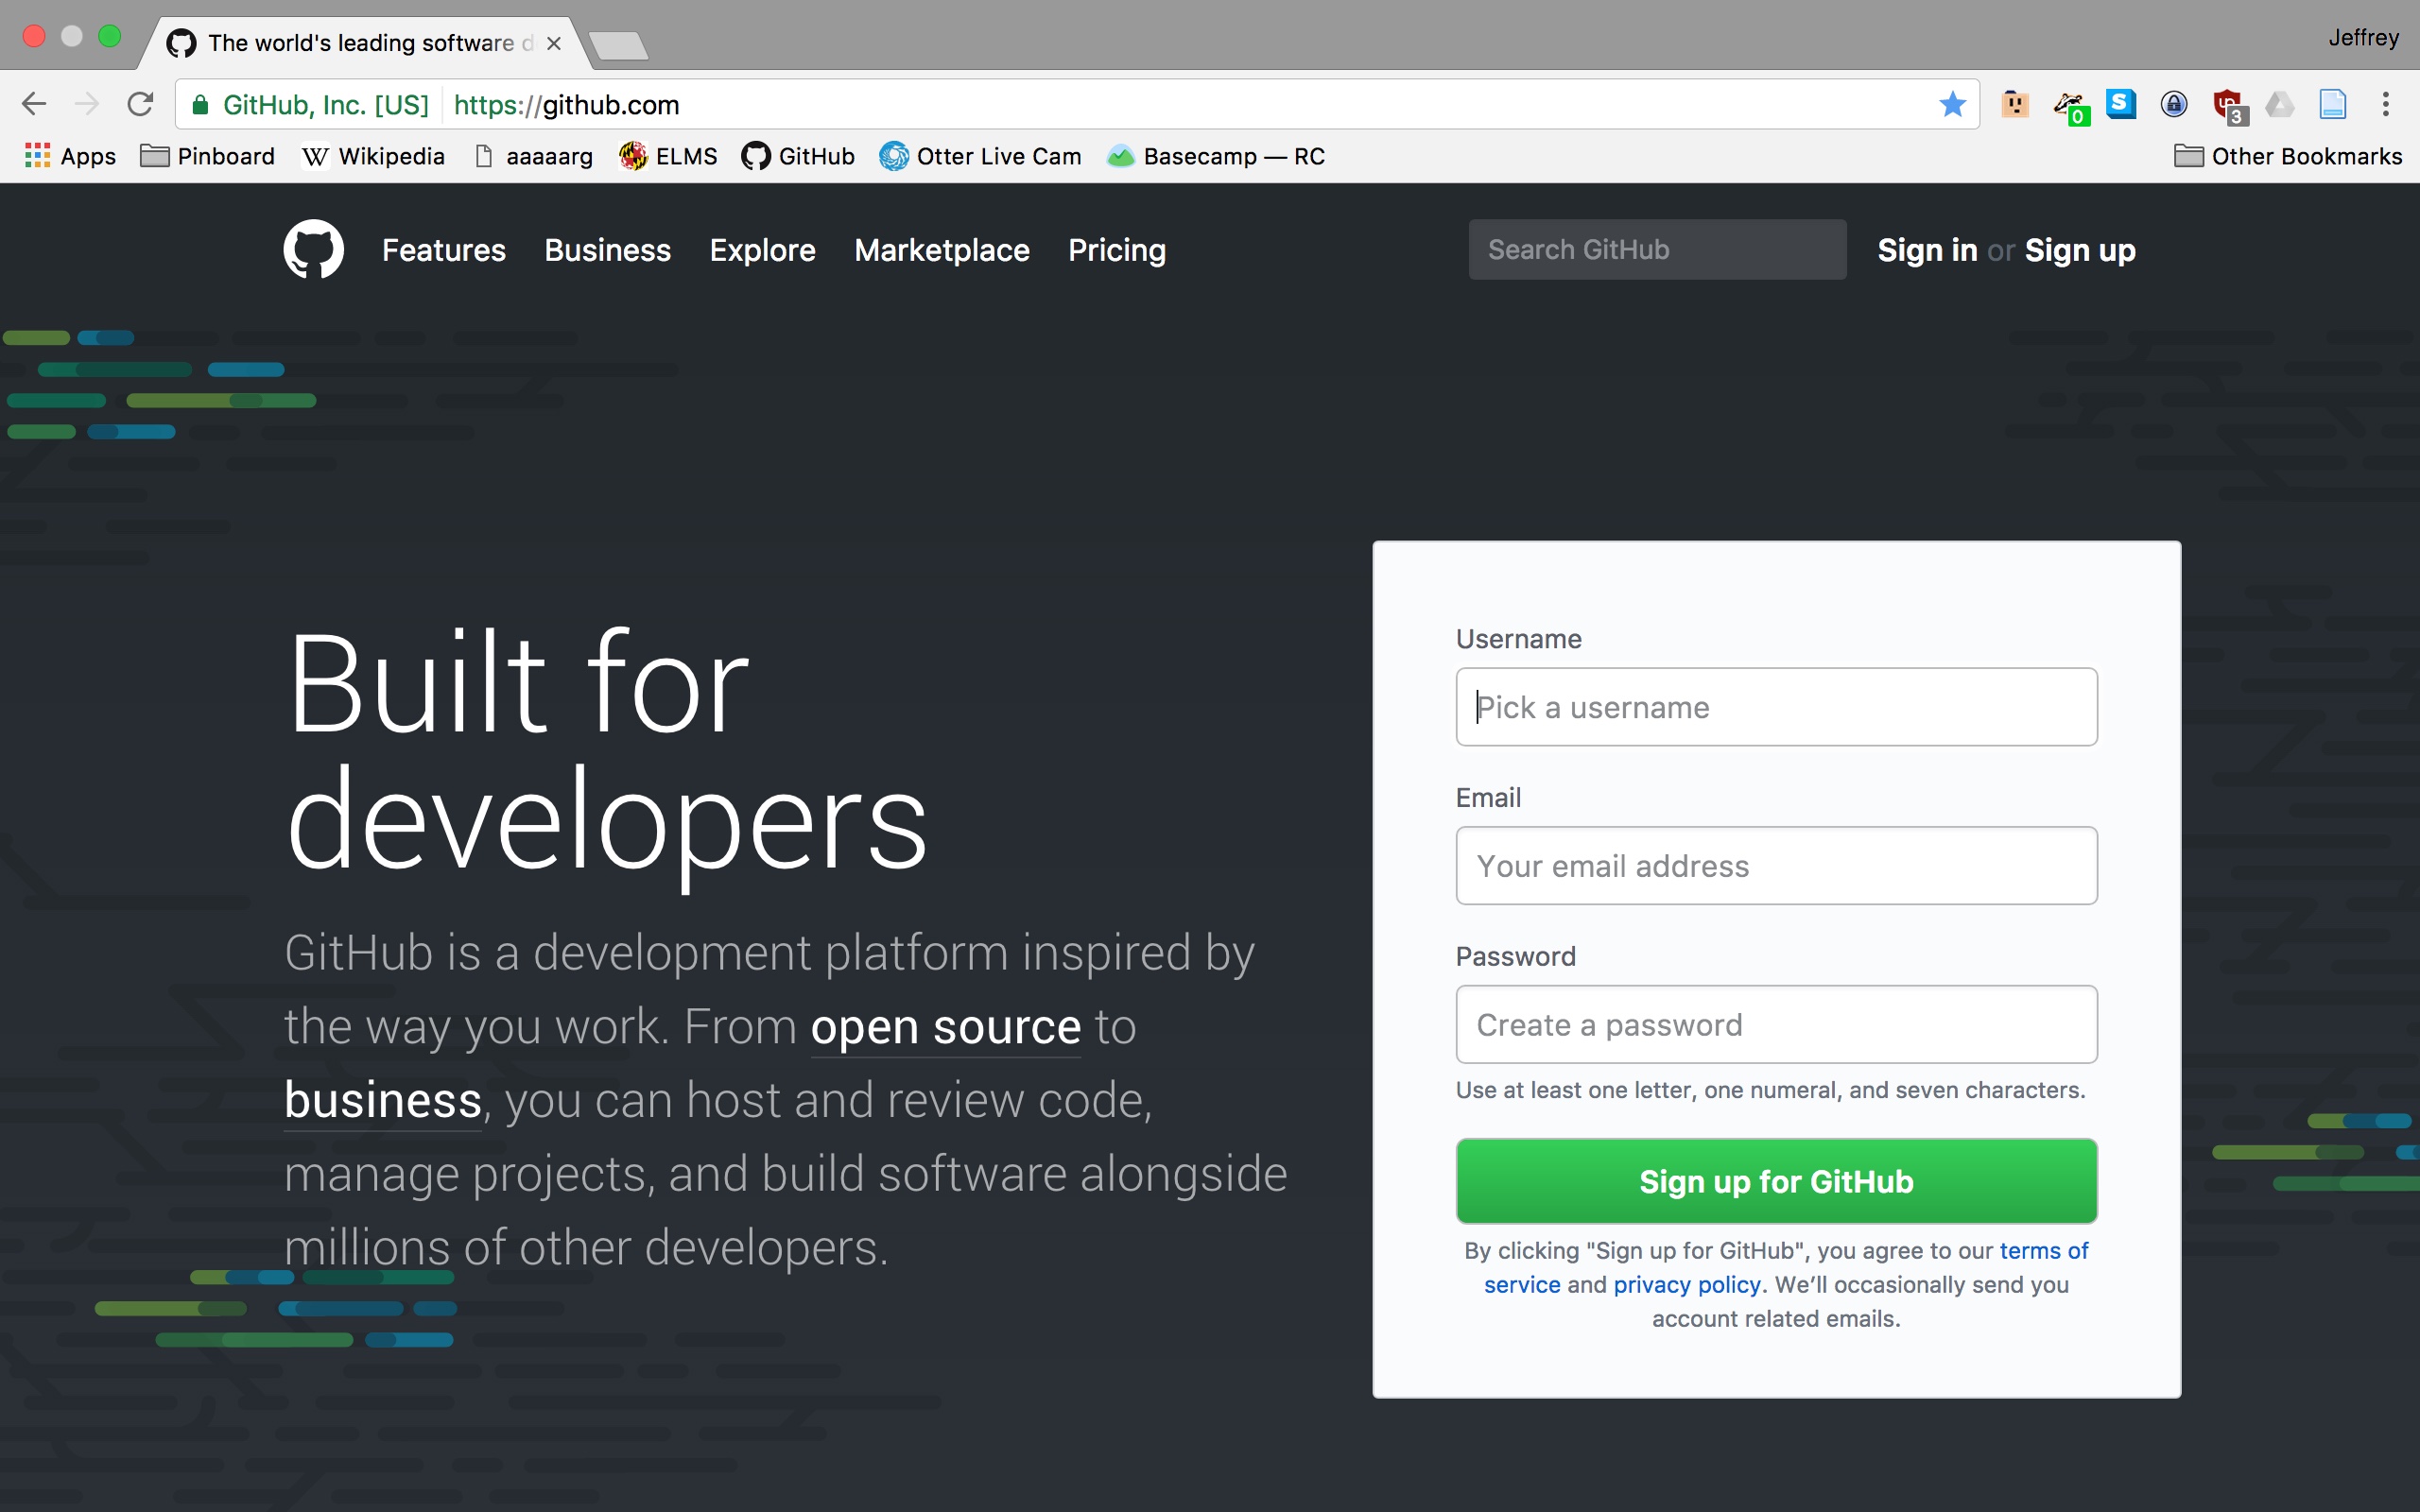 The world's leading software d
Jeffrey
GitHub, Inc. [US] https://github.com
0
S
3
Apps Pinboard W Wikipedia aaaaarg ELMS GitHub Otter Live Cam Basecamp — RC Other Bookmarks
Features Business Explore Marketplace Pricing Search GitHub Sign in or Sign up
Built for
developers
GitHub is a development platform inspired by
the way you work. From open source to
business, you can host and review code,
manage projects, and build software alongside
millions of other developers.
Username
Pick a username
Email
Your email address
Password
Create a password
Use at least one letter, one numeral, and seven characters.
Sign up for GitHub
By clicking "Sign up for GitHub", you agree to our terms of
service and privacy policy. We’ll occasionally send you
account related emails.